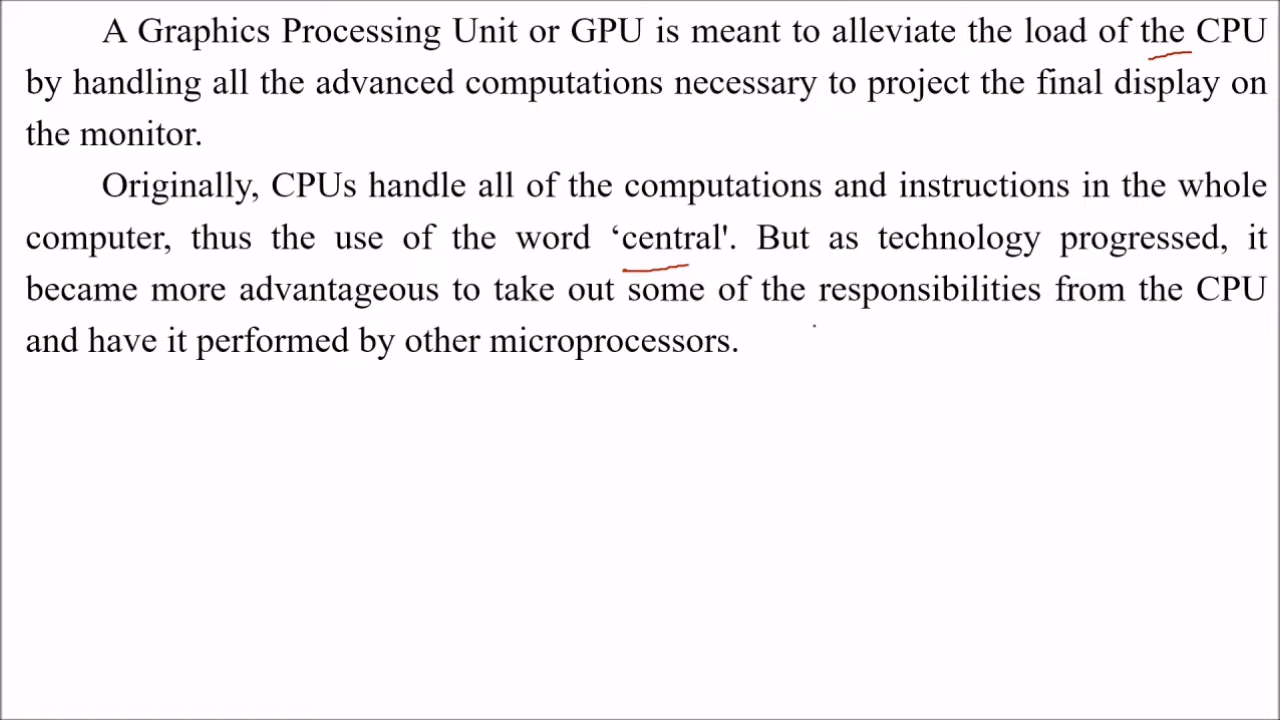 A Graphics Processing Unit or GPU is meant to alleviate the load of the CPU
by handling all the advanced computations necessary to project the final display on
the monitor.
Originally, CPUs handle all of the computations and instructions in the whole
computer, thus the use of the word ‘central'. But as technology progressed, it
became more advantageous to take out some of the responsibilities from the CPU
and have it performed by other microprocessors.